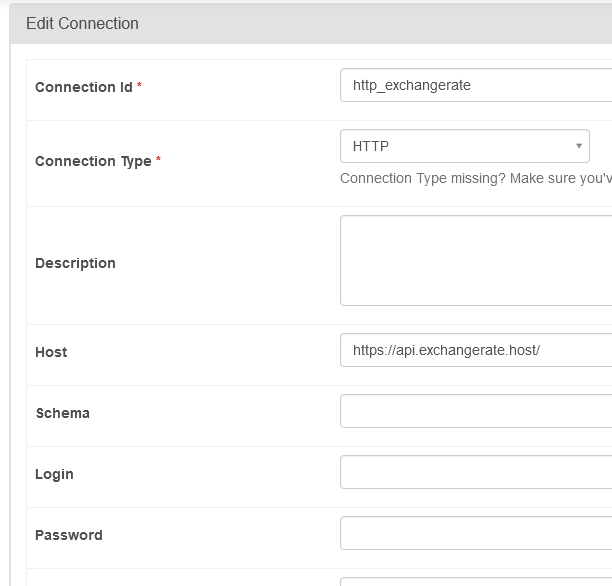 Edit Connection
Connection Id *
http_exchangerate
Connection Type *
HTTP
Connection Type missing? Make sure you'v
Description
Host
https://api.exchangerate.host/
Schema
Login
Password